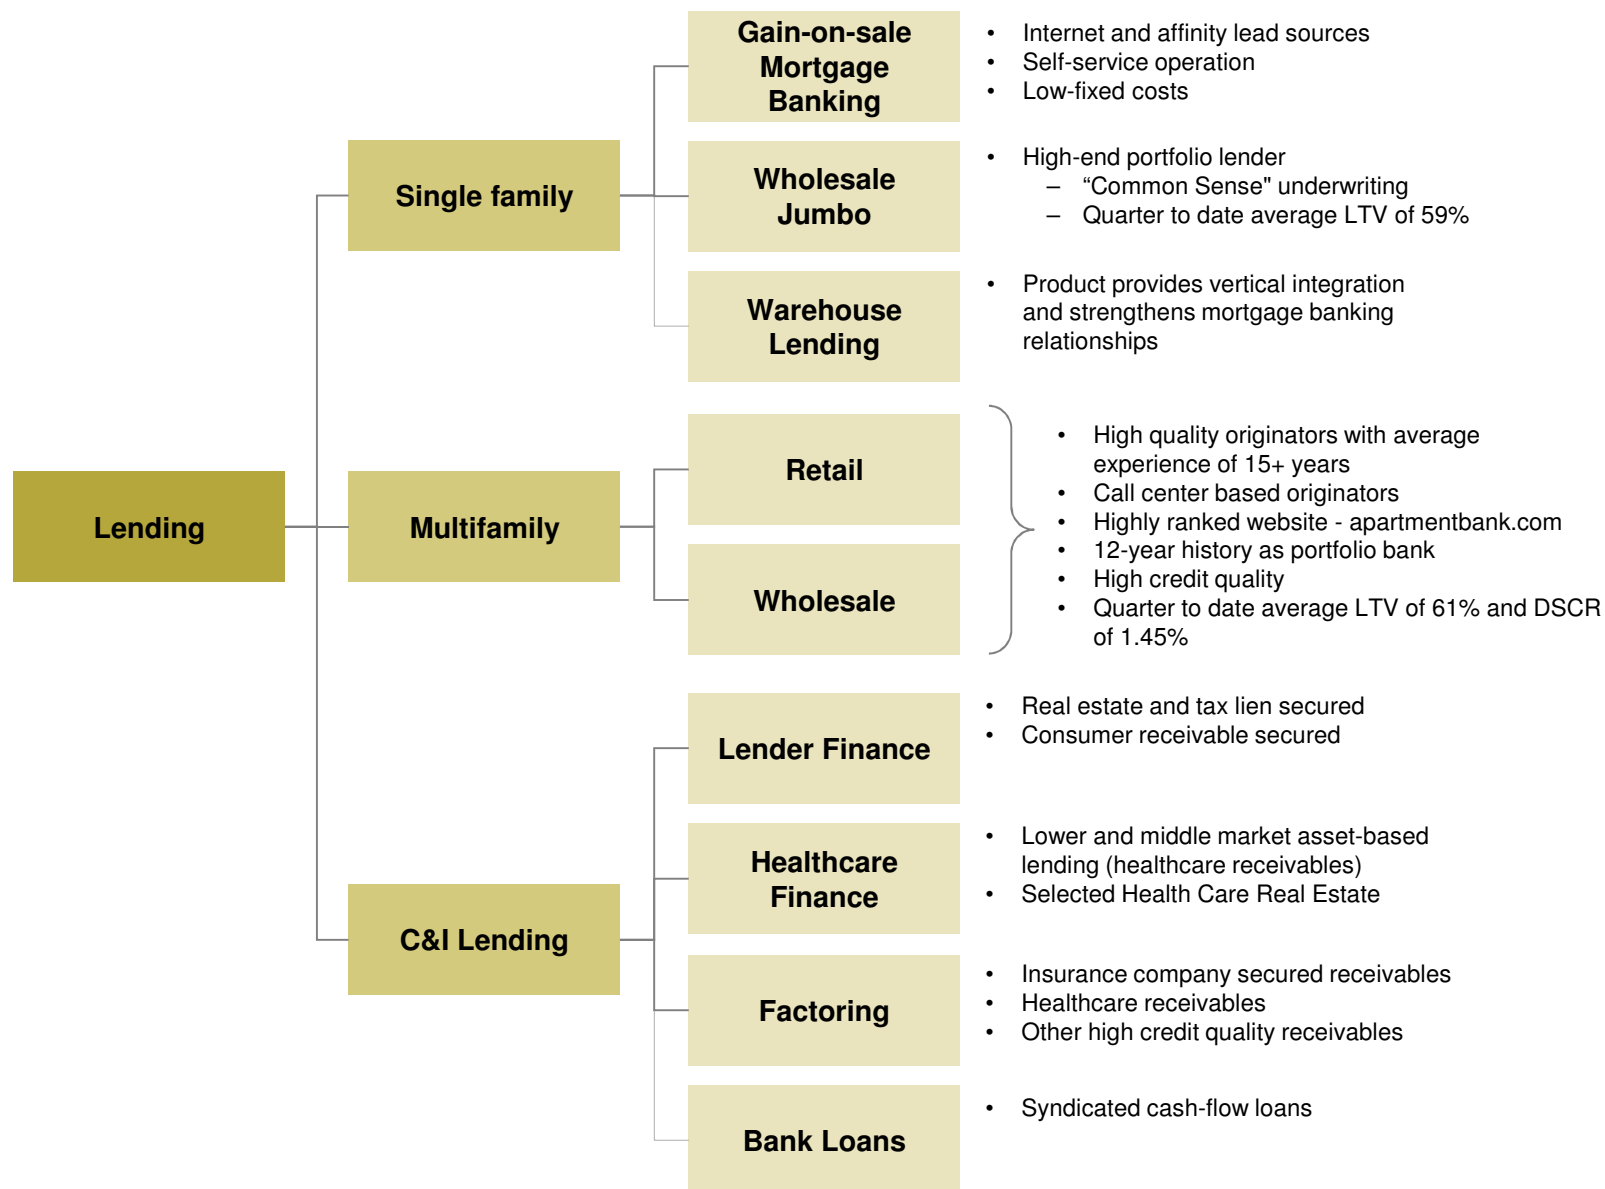 Gain-on-sale
Mortgage
Banking
• Internet and affinity lead sources
• Self-service operation
• Low-fixed costs
Single family
Wholesale
Jumbo
• High-end portfolio lender
– “Common Sense" underwriting
– Quarter to date average LTV of 59%
Warehouse
Lending
• Product provides vertical integration
and strengthens mortgage banking
relationships
Lending
Multifamily
Retail
Wholesale
• High quality originators with average
experience of 15+ years
• Call center based originators
• Highly ranked website - apartmentbank.com
• 12-year history as portfolio bank
• High credit quality
• Quarter to date average LTV of 61% and DSCR
of 1.45%
C&I Lending
Lender Finance
• Real estate and tax lien secured
• Consumer receivable secured
Healthcare
Finance
• Lower and middle market asset-based
lending (healthcare receivables)
• Selected Health Care Real Estate
Factoring
• Insurance company secured receivables
• Healthcare receivables
• Other high credit quality receivables
Bank Loans
• Syndicated cash-flow loans